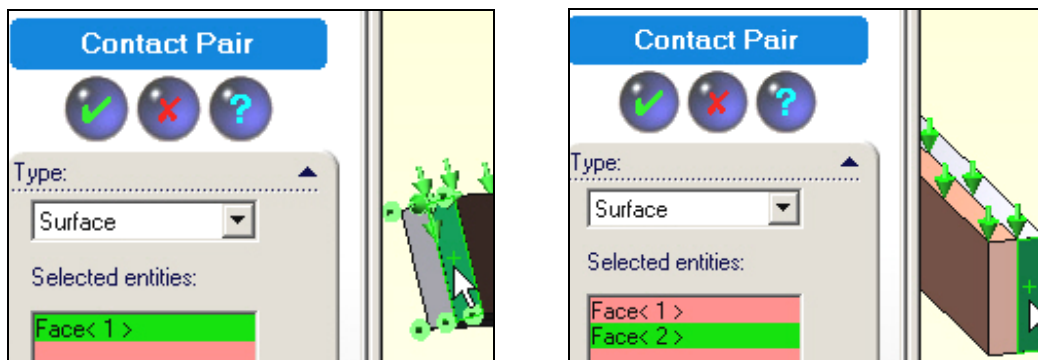 Contact Pair
?
Type:
Surface
Selected entities:
Face< 1 >
Contact Pair
?
Type:
Surface
Selected entities:
Face< 1 >
Face< 2 >